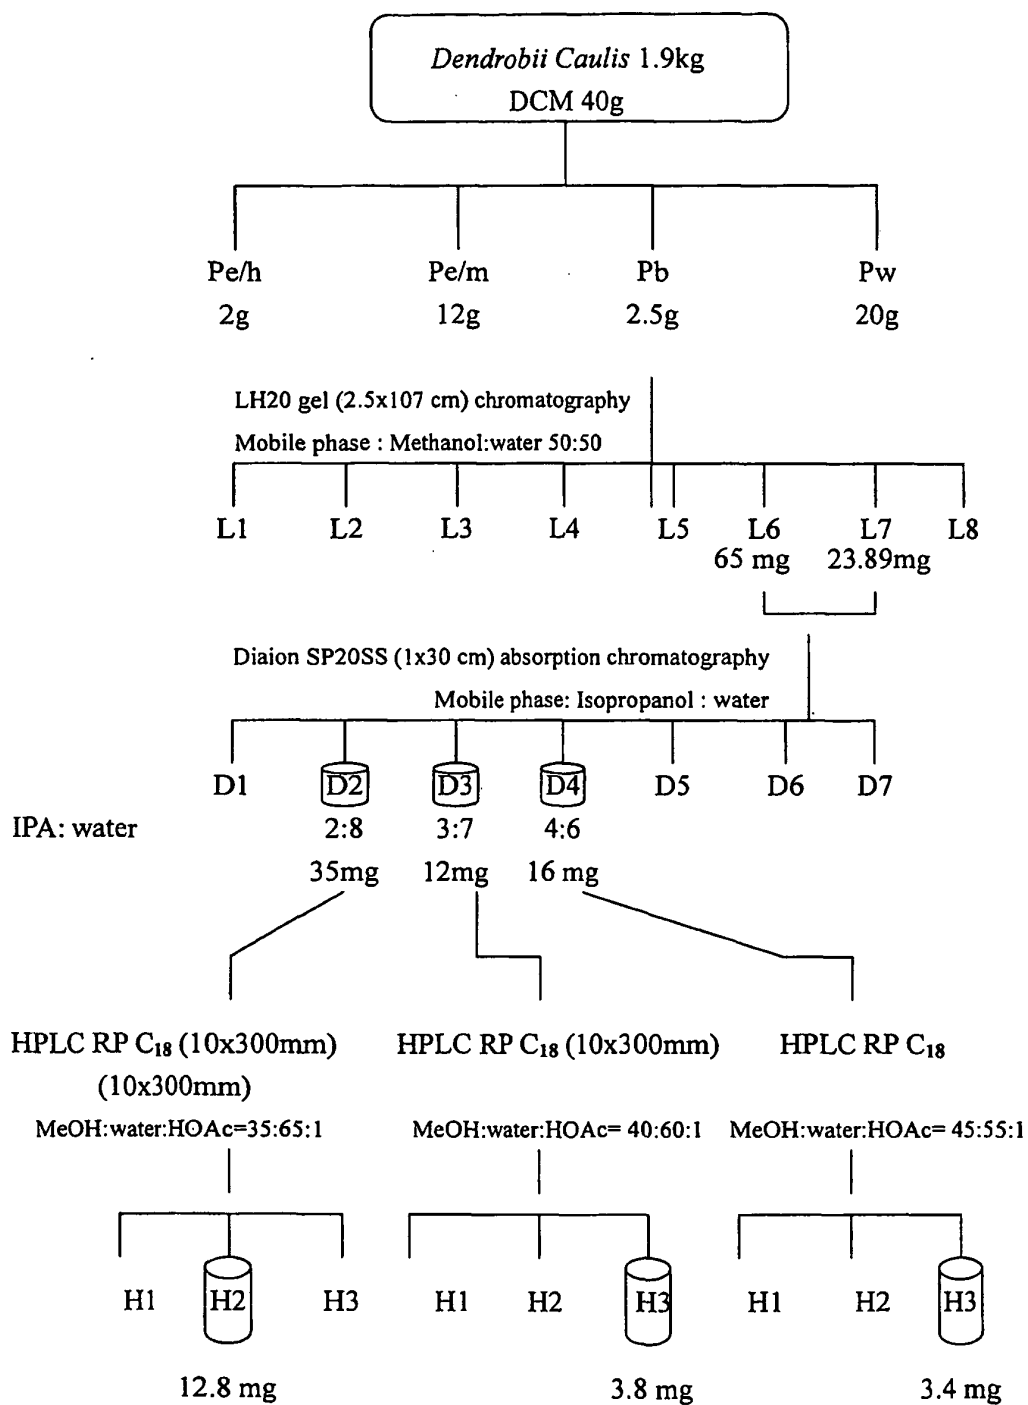 Dendrobii Caulis 1.9kg
DCM 40g
Pe/h Pe/m Pb Pw
2g 12g 2.5g 20g
LH20 gel (2.5x107 cm) chromatography
Mobile phase : Methanol:water 50:50
L1 L2 L3 L4 L5 L6 L7 L8
65 mg 23.89mg
Diaion SP20SS (1x30 cm) absorption chromatography
Mobile phase: Isopropanol : water
D1 D2 D3 D4 D5 D6 D7
IPA: water 2:8 3:7 4:6
35mg 12mg 16 mg
HPLC RP C₁₈ (10x300mm) HPLC RP C₁₈ (10x300mm) HPLC RP C₁₈
(10x300mm)
MeOH:water:HOAc=35:65:1 MeOH:water:HOAc= 40:60:1 MeOH:water:HOAc= 45:55:1
H1 H2 H3 H1 H2 H3 H1 H2 H3
12.8 mg 3.8 mg 3.4 mg